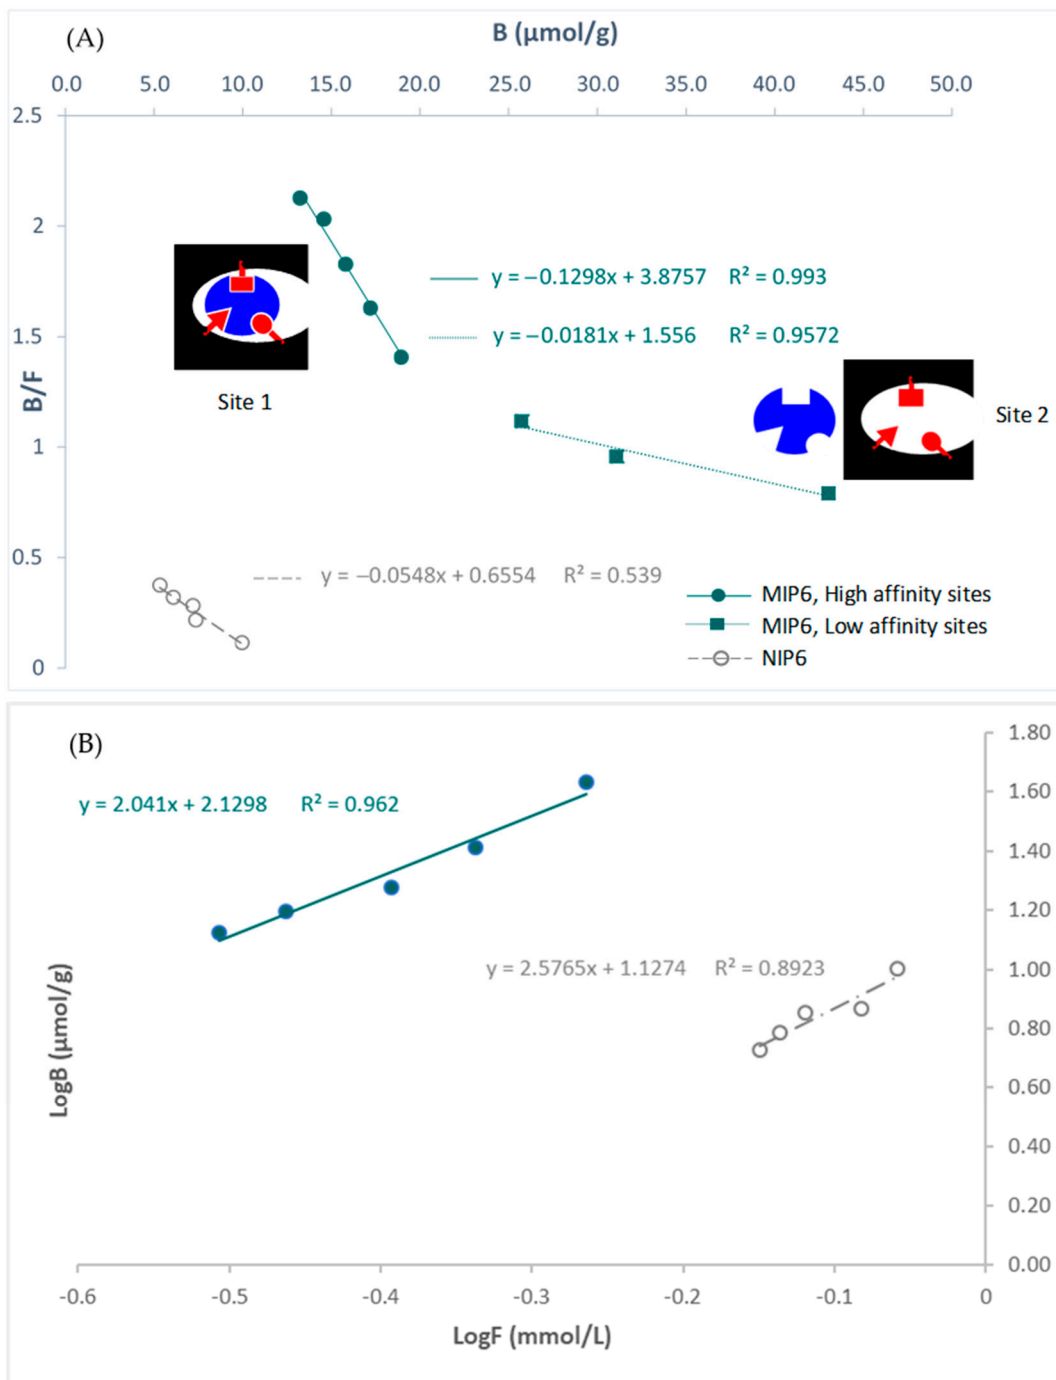 (A)
B (µmol/g)
0.0 5.0 10.0 15.0 20.0 25.0 30.0 35.0 40.0 45.0 50.0
2.5
2
1.5
1
0.5
0
B/F
y = −0.1298x + 3.8757 R² = 0.993
y = −0.0181x + 1.556 R² = 0.9572
Site 1
Site 2
y = −0.0548x + 0.6554 R² = 0.539
MIP6, High affinity sites
MIP6, Low affinity sites
NIP6
(B)
y = 2.041x + 2.1298 R² = 0.962
y = 2.5765x + 1.1274 R² = 0.8923
LogB (µmol/g)
1.80
1.60
1.40
1.20
1.00
0.80
0.60
0.40
0.20
0.00
-0.6 -0.5 -0.4 -0.3 -0.2 -0.1 0
LogF (mmol/L)